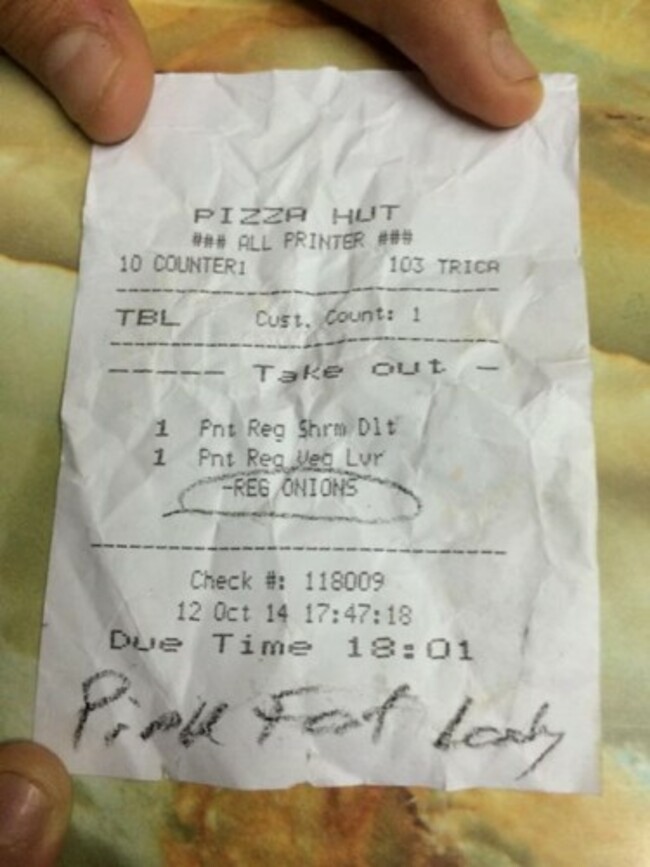 PIZZA HUT
### ALL PRINTER ###
10 COUNTER1 103 TRICA
TBL Cust. Count: 1
----- Take out -
1 Pnt Reg Shrm Dlt
1 Pnt Reg Veg Lvr
-REG ONIONS
Check #: 118009
12 Oct 14 17:47:18
Due Time 18:01
Pink Fat Lady